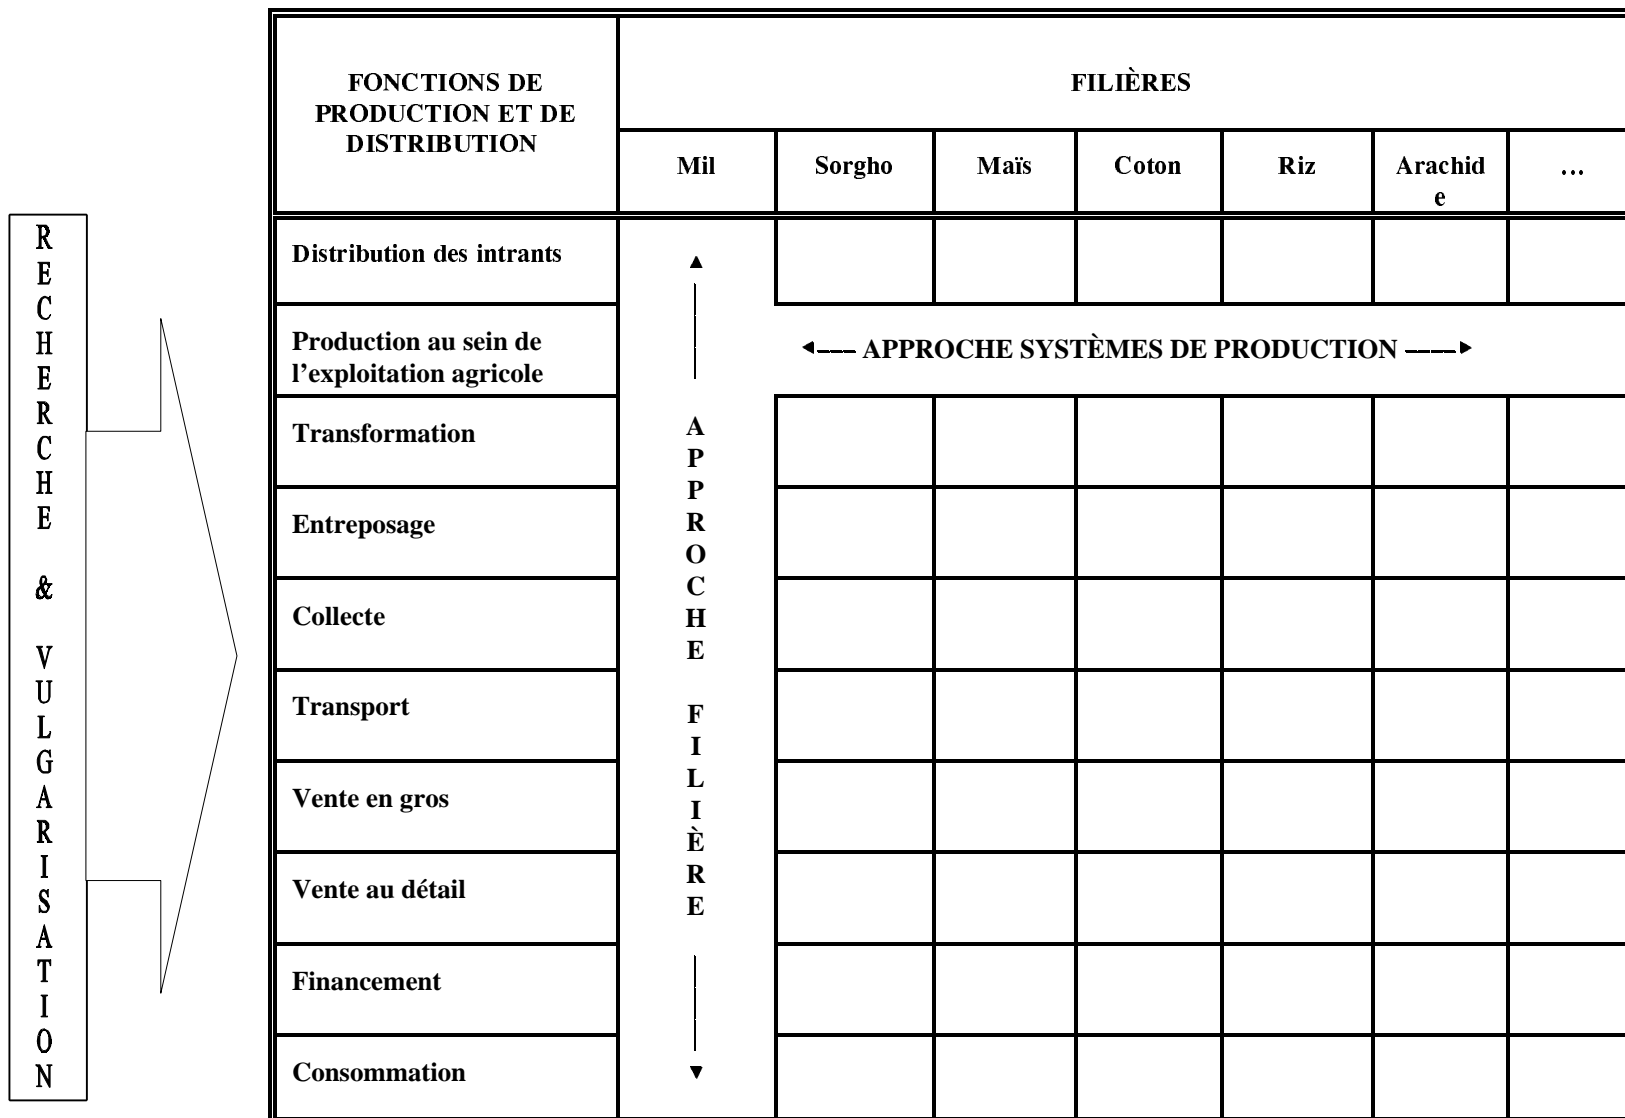 FONCTIONS DE
PRODUCTION ET DE
DISTRIBUTION
FILIÈRES
Mil
Sorgho
Maïs
Coton
Riz
Arachid
e
...
RECHERCHE & VULGARISATION
Distribution des intrants
Production au sein de
l'exploitation agricole
APPROCHE SYSTÈMES DE PRODUCTION
APPROCHE FILIÈRE
Transformation
Entreposage
Collecte
Transport
Vente en gros
Vente au détail
Financement
Consommation